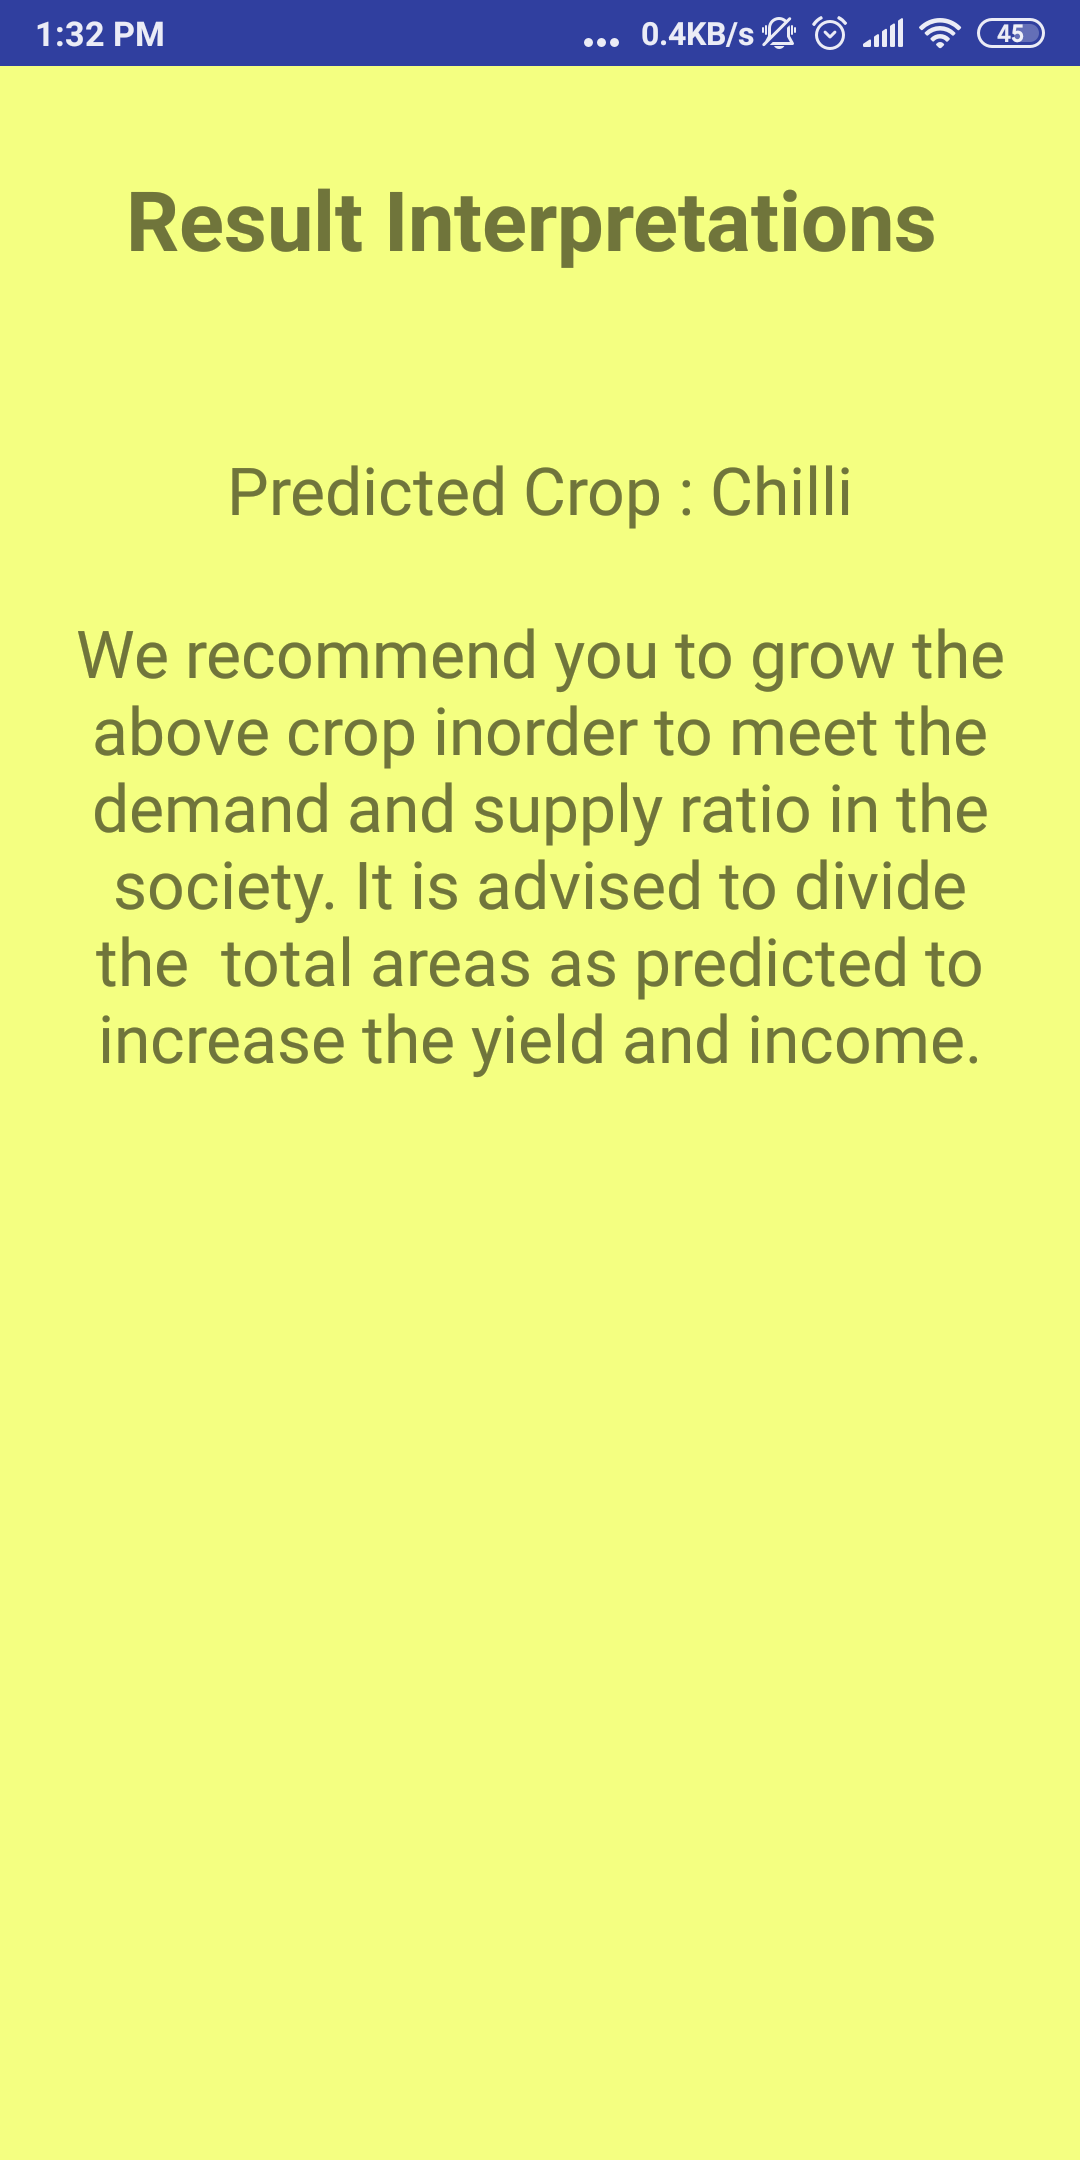 1:32 PM ... 0.4KB/s 45
Result Interpretations
Predicted Crop : Chilli
We recommend you to grow the
above crop inorder to meet the
demand and supply ratio in the
society. It is advised to divide
the  total areas as predicted to
increase the yield and income.